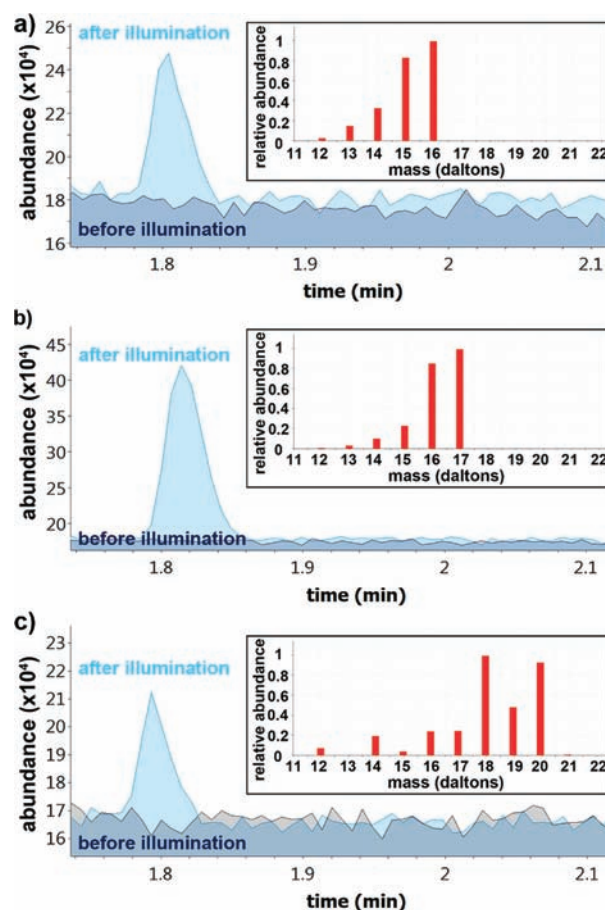 a)
after illumination
abundance (x10⁴)
26
24
22
20
18
16
before illumination
1.8
1.9
2
2.1
time (min)
relative abundance
1
0.8
0.6
0.4
0.2
0
11 12 13 14 15 16 17 18 19 20 21 22
mass (daltons)
b)
after illumination
abundance (x10⁴)
45
40
30
20
before illumination
1.8
1.9
2
2.1
time (min)
relative abundance
1
0.8
0.6
0.4
0.2
0
11 12 13 14 15 16 17 18 19 20 21 22
mass (daltons)
c)
after illumination
abundance (x10⁴)
23
22
21
20
19
18
17
16
before illumination
1.8
1.9
2
2.1
time (min)
relative abundance
1
0.8
0.6
0.4
0.2
0
11 12 13 14 15 16 17 18 19 20 21 22
mass (daltons)